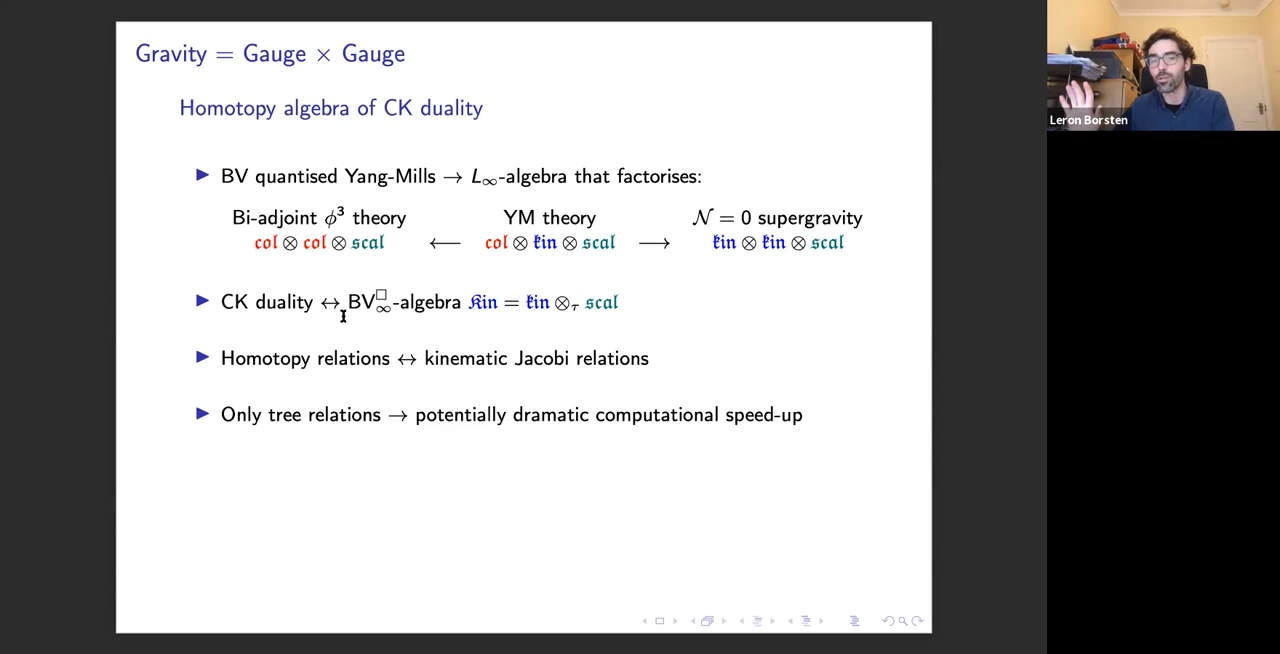 Gravity = Gauge × Gauge
Homotopy algebra of CK duality
▶ BV quantised Yang-Mills → L∞-algebra that factorises:
Bi-adjoint ϕ³ theory YM theory 𝒩 = 0 supergravity
𝔠𝔬𝔩 ⊗ 𝔠𝔬𝔩 ⊗ 𝔰𝔠𝔞𝔩 ⟵ 𝔠𝔬𝔩 ⊗ 𝔨𝔦𝔫 ⊗ 𝔰𝔠𝔞𝔩 ⟶ 𝔨𝔦𝔫 ⊗ 𝔨𝔦𝔫 ⊗ 𝔰𝔠𝔞𝔩
▶ CK duality ↔ BV□∞-algebra 𝔎𝔦𝔫 = 𝔨𝔦𝔫 ⊗τ 𝔰𝔠𝔞𝔩
▶ Homotopy relations ↔ kinematic Jacobi relations
▶ Only tree relations → potentially dramatic computational speed-up
Leron Borsten